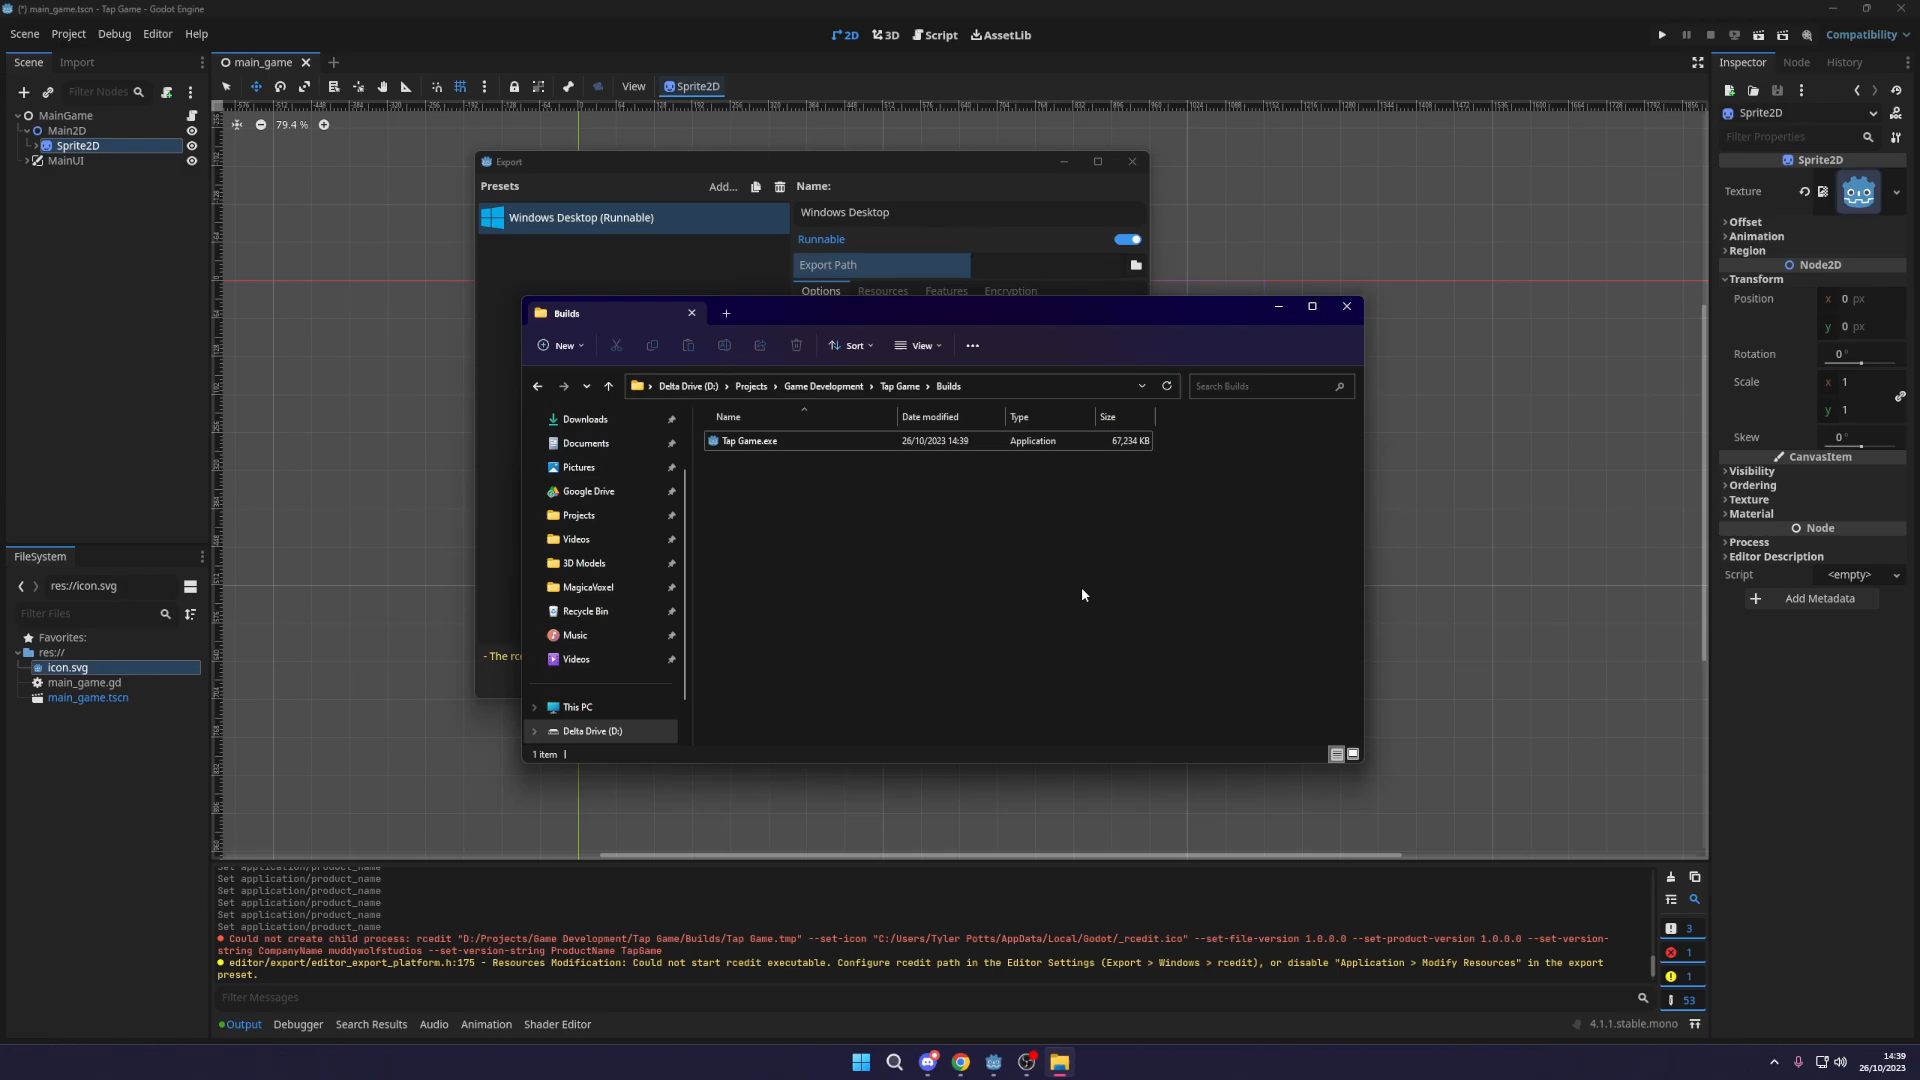 (*) main_game.tscn - Tap Game - Godot Engine
Scene Project Debug Editor Help
2D 3D Script AssetLib
Compatibility
Scene Import
main_game
Inspector Node History
Filter Nodes
View Sprite2D
MainGame
Main2D
Sprite2D
MainUI
79.4 %
Sprite2D
Filter Properties
Sprite2D
Texture
Offset
Animation
Region
Node2D
Transform
Position x 0 px
y 0 px
Rotation 0 °
Scale x 1
y 1
Skew 0 °
CanvasItem
Visibility
Ordering
Texture
Material
Node
Process
Editor Description
Script <empty>
Add Metadata
Export
Presets Add... Name:
Windows Desktop (Runnable) Windows Desktop
Runnable
Export Path
Options Resources Features Encryption
- The rce
Builds
New Sort View
Delta Drive (D:) Projects Game Development Tap Game Builds
Search Builds
Name Date modified Type Size
Tap Game.exe 26/10/2023 14:39 Application 67,234 KB
Downloads
Documents
Pictures
Google Drive
Projects
Videos
3D Models
MagicaVoxel
Recycle Bin
Music
Videos
This PC
Delta Drive (D:)
1 item
FileSystem
res://icon.svg
Filter Files
Favorites:
res://
icon.svg
main_game.gd
main_game.tscn
Set application/product_name
Set application/product_name
Set application/product_name
Set application/product_name
Set application/product_name
Set application/product_name
Could not create child process: rcedit "D:/Projects/Game Development/Tap Game/Builds/Tap Game.tmp" --set-icon "C:/Users/Tyler Potts/AppData/Local/Godot/_rcedit.ico" --set-file-version 1.0.0.0 --set-product-version 1.0.0.0 --set-version-
string CompanyName muddywolfstudios --set-version-string ProductName TapGame
editor/export/editor_export_platform.h:175 - Resources Modification: Could not start rcedit executable. Configure rcedit path in the Editor Settings (Export > Windows > rcedit), or disable "Application > Modify Resources" in the export
preset.
Filter Messages
3
1
1
53
Output Debugger Search Results Audio Animation Shader Editor
4.1.1.stable.mono
14:39
26/10/2023